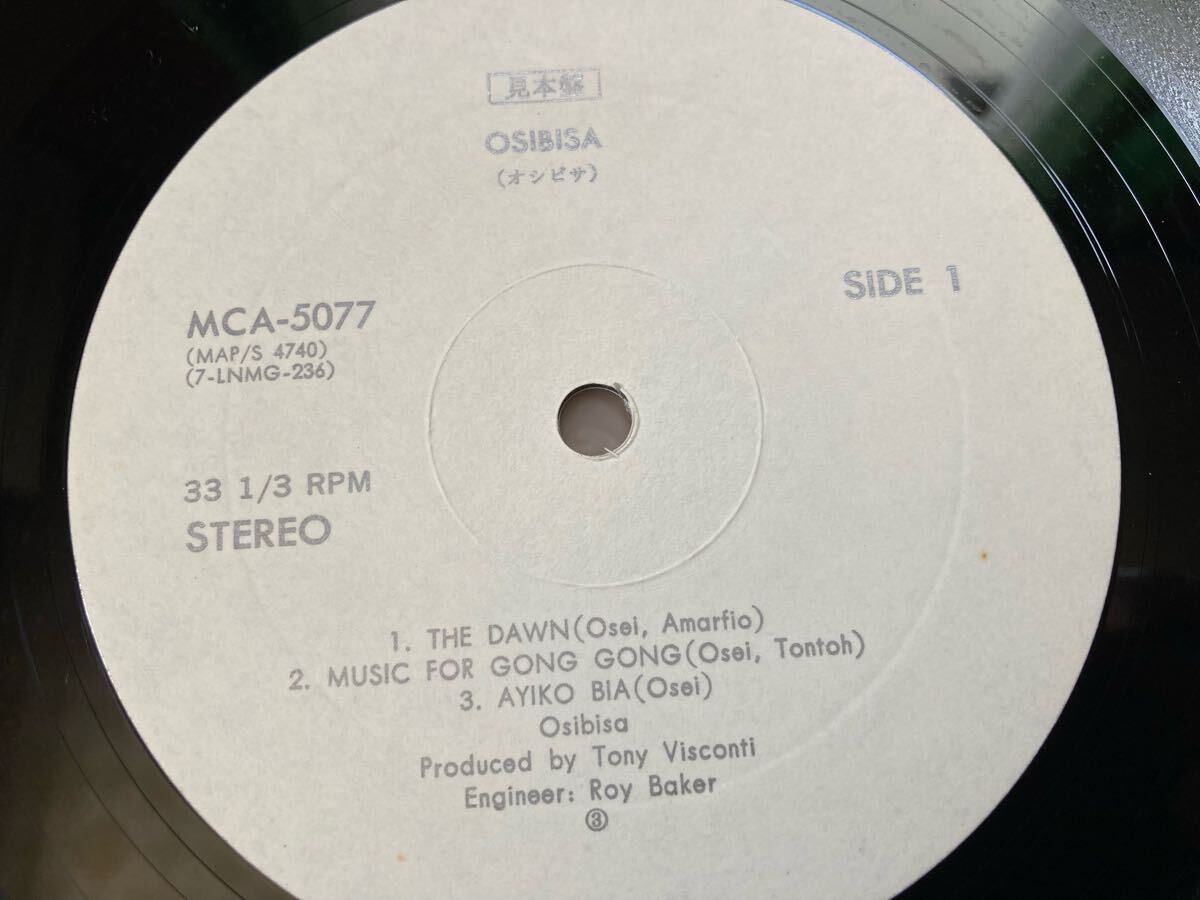 見本盤
OSIBISA
(オシビサ)
SIDE 1
MCA-5077
(MAP/S 4740)
(7-LNMG-236)
33 1/3 RPM
STEREO
1. THE DAWN(Osei, Amarfio)
2. MUSIC FOR GONG GONG(Osei, Tontoh)
3. AYIKO BIA(Osei)
Osibisa
Produced by Tony Visconti
Engineer: Roy Baker
③